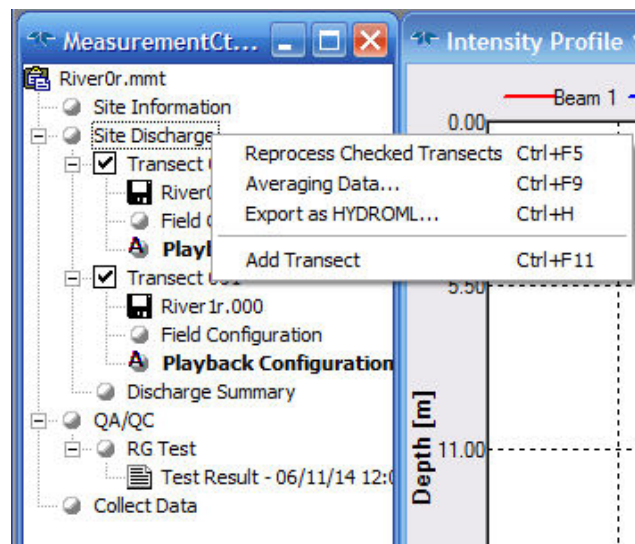 MeasurementCt...
River0r.mmt
Site Information
Site Discharge
Transect
River
Field
Playb
Transect 001
River1r.000
Field Configuration
Playback Configuration
Discharge Summary
QA/QC
RG Test
Test Result - 06/11/14 12:0
Collect Data
Reprocess Checked Transects Ctrl+F5
Averaging Data... Ctrl+F9
Export as HYDROML... Ctrl+H
Add Transect Ctrl+F11
Intensity Profile
Beam 1
0.00
5.50
11.00
Depth [m]